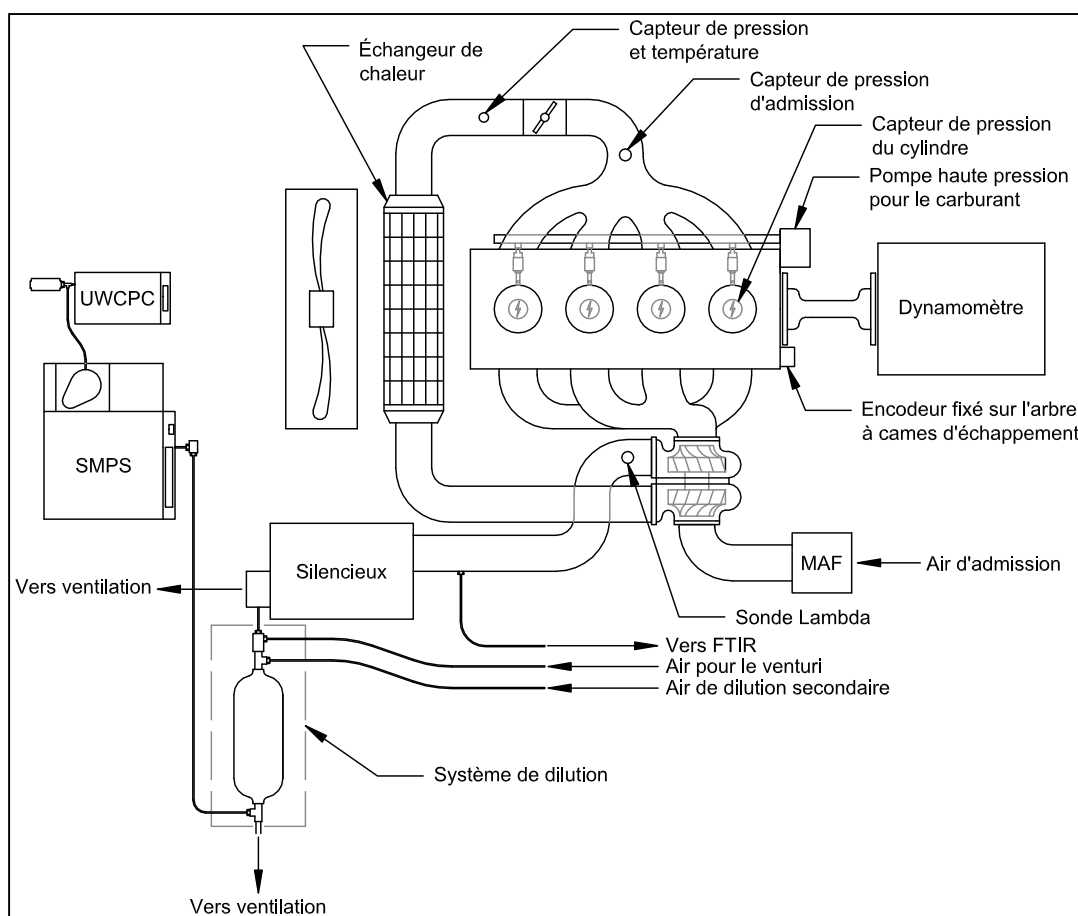 Capteur de pression
et température
Échangeur de
chaleur
Capteur de pression
d'admission
Capteur de pression
du cylindre
Pompe haute pression
pour le carburant
UWCPC
Dynamomètre
Encodeur fixé sur l'arbre
à cames d'échappement
SMPS
Silencieux
MAF
Air d'admission
Vers ventilation
Sonde Lambda
Vers FTIR
Air pour le venturi
Air de dilution secondaire
Système de dilution
Vers ventilation